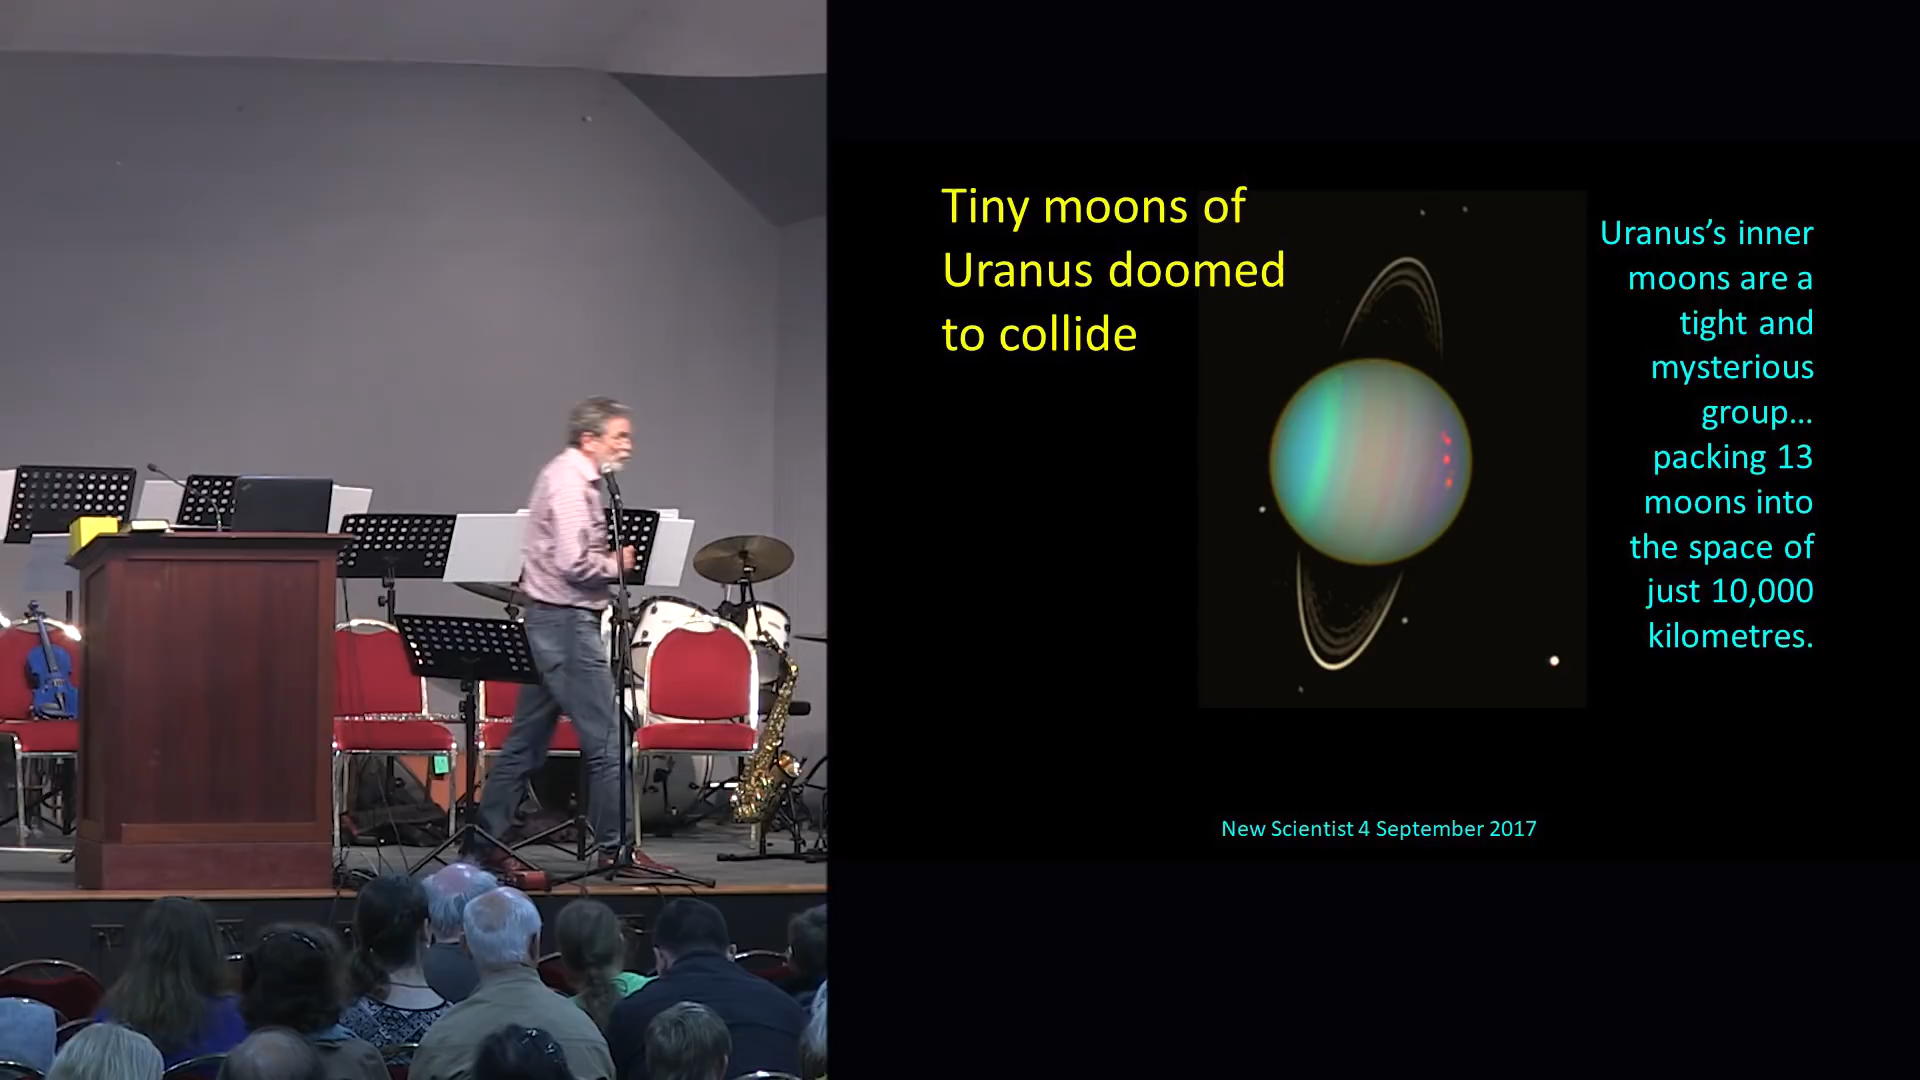 Tiny moons of
Uranus doomed
to collide
Uranus’s inner
moons are a
tight and
mysterious
group...
packing 13
moons into
the space of
just 10,000
kilometres.
New Scientist 4 September 2017